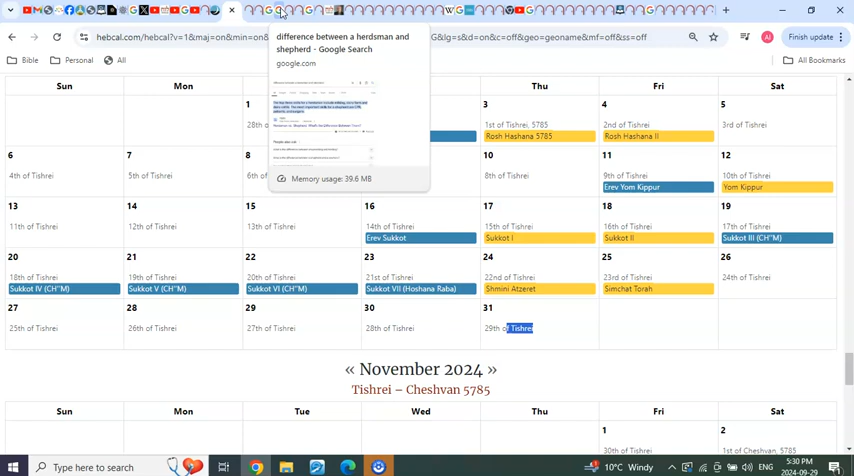 hebcal.com/hebcal?v=1&maj=on&min=on&
G&lg=s&d=on&c=off&geo=geoname&mf=off&ss=off
AI
Finish update
Bible
Personal
All
All Bookmarks
difference between a herdsman and
shepherd - Google Search
google.com
Memory usage: 39.6 MB
Sun
Mon
Thu
Fri
Sat
1
3
4
5
1st of Tishrei, 5785
2nd of Tishrei
3rd of Tishrei
Rosh Hashana 5785
Rosh Hashana II
6
7
8
10
11
12
4th of Tishrei
5th of Tishrei
8th of Tishrei
9th of Tishrei
10th of Tishrei
Erev Yom Kippur
Yom Kippur
13
14
15
16
17
18
19
11th of Tishrei
12th of Tishrei
13th of Tishrei
14th of Tishrei
15th of Tishrei
16th of Tishrei
17th of Tishrei
Erev Sukkot
Sukkot I
Sukkot II
Sukkot III (CH''M)
20
21
22
23
24
25
26
18th of Tishrei
19th of Tishrei
20th of Tishrei
21st of Tishrei
22nd of Tishrei
23rd of Tishrei
24th of Tishrei
Sukkot IV (CH''M)
Sukkot V (CH''M)
Sukkot VI (CH''M)
Sukkot VII (Hoshana Raba)
Shmini Atzeret
Simchat Torah
27
28
29
30
31
25th of Tishrei
26th of Tishrei
27th of Tishrei
28th of Tishrei
29th of Tishrei
« November 2024 »
Tishrei – Cheshvan 5785
Sun
Mon
Tue
Wed
Thu
Fri
Sat
1
2
30th of Tishrei
1st of Cheshvan
Type here to search
10°C Windy
ENG
5:30 PM
2024-09-29